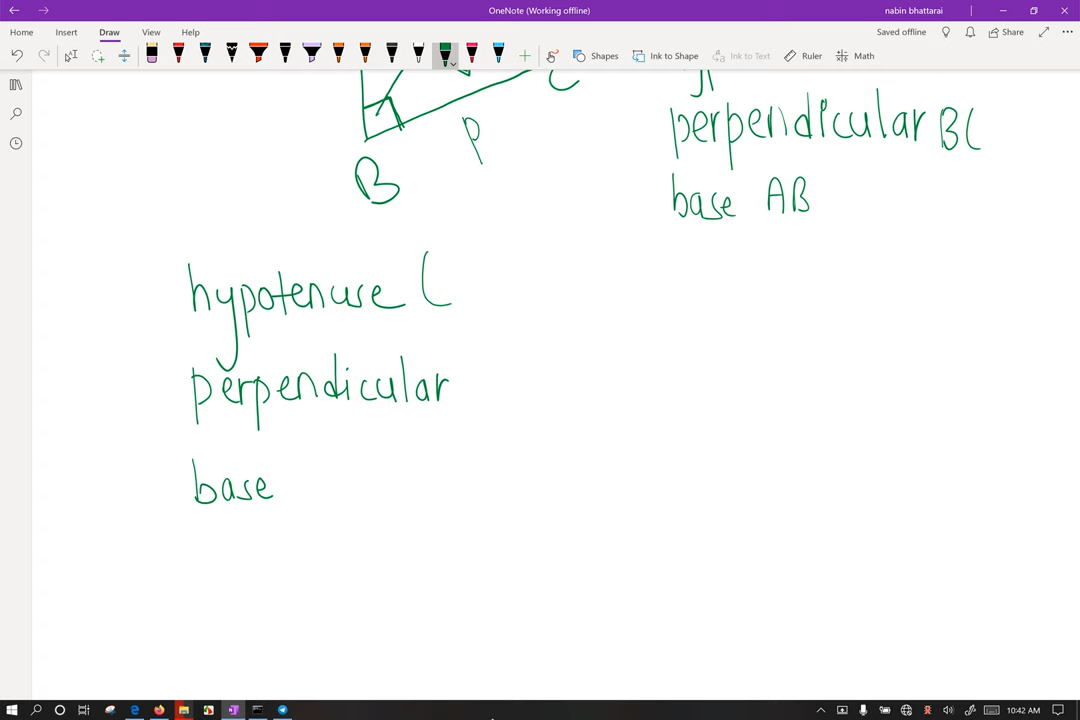 OneNote (Working offline)
nabin bhattarai
Home Insert Draw View Help
Saved offline
Share
Shapes Ink to Shape Ink to Text Ruler Math
C
P
B
perpendicular BC
base AB
hypotenuse (
perpendicular
base
10:42 AM